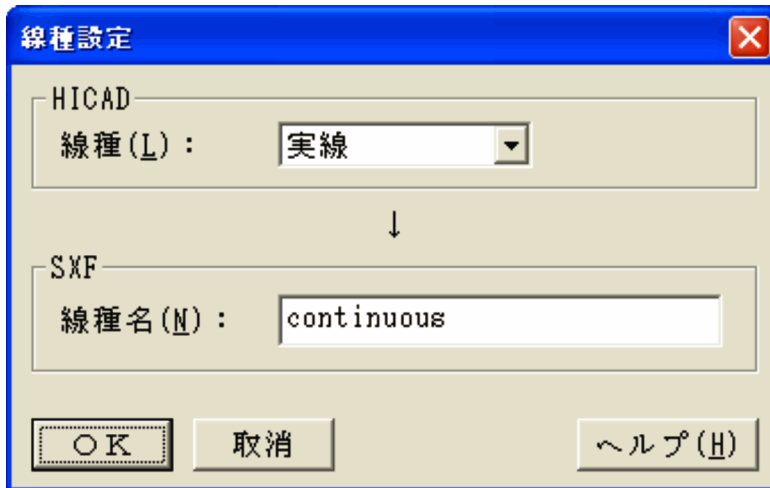 線種設定
HICAD
線種(L)： 実線
↓
SXF
線種名(N)： continuous
ＯＫ 取消 ヘルプ(H)